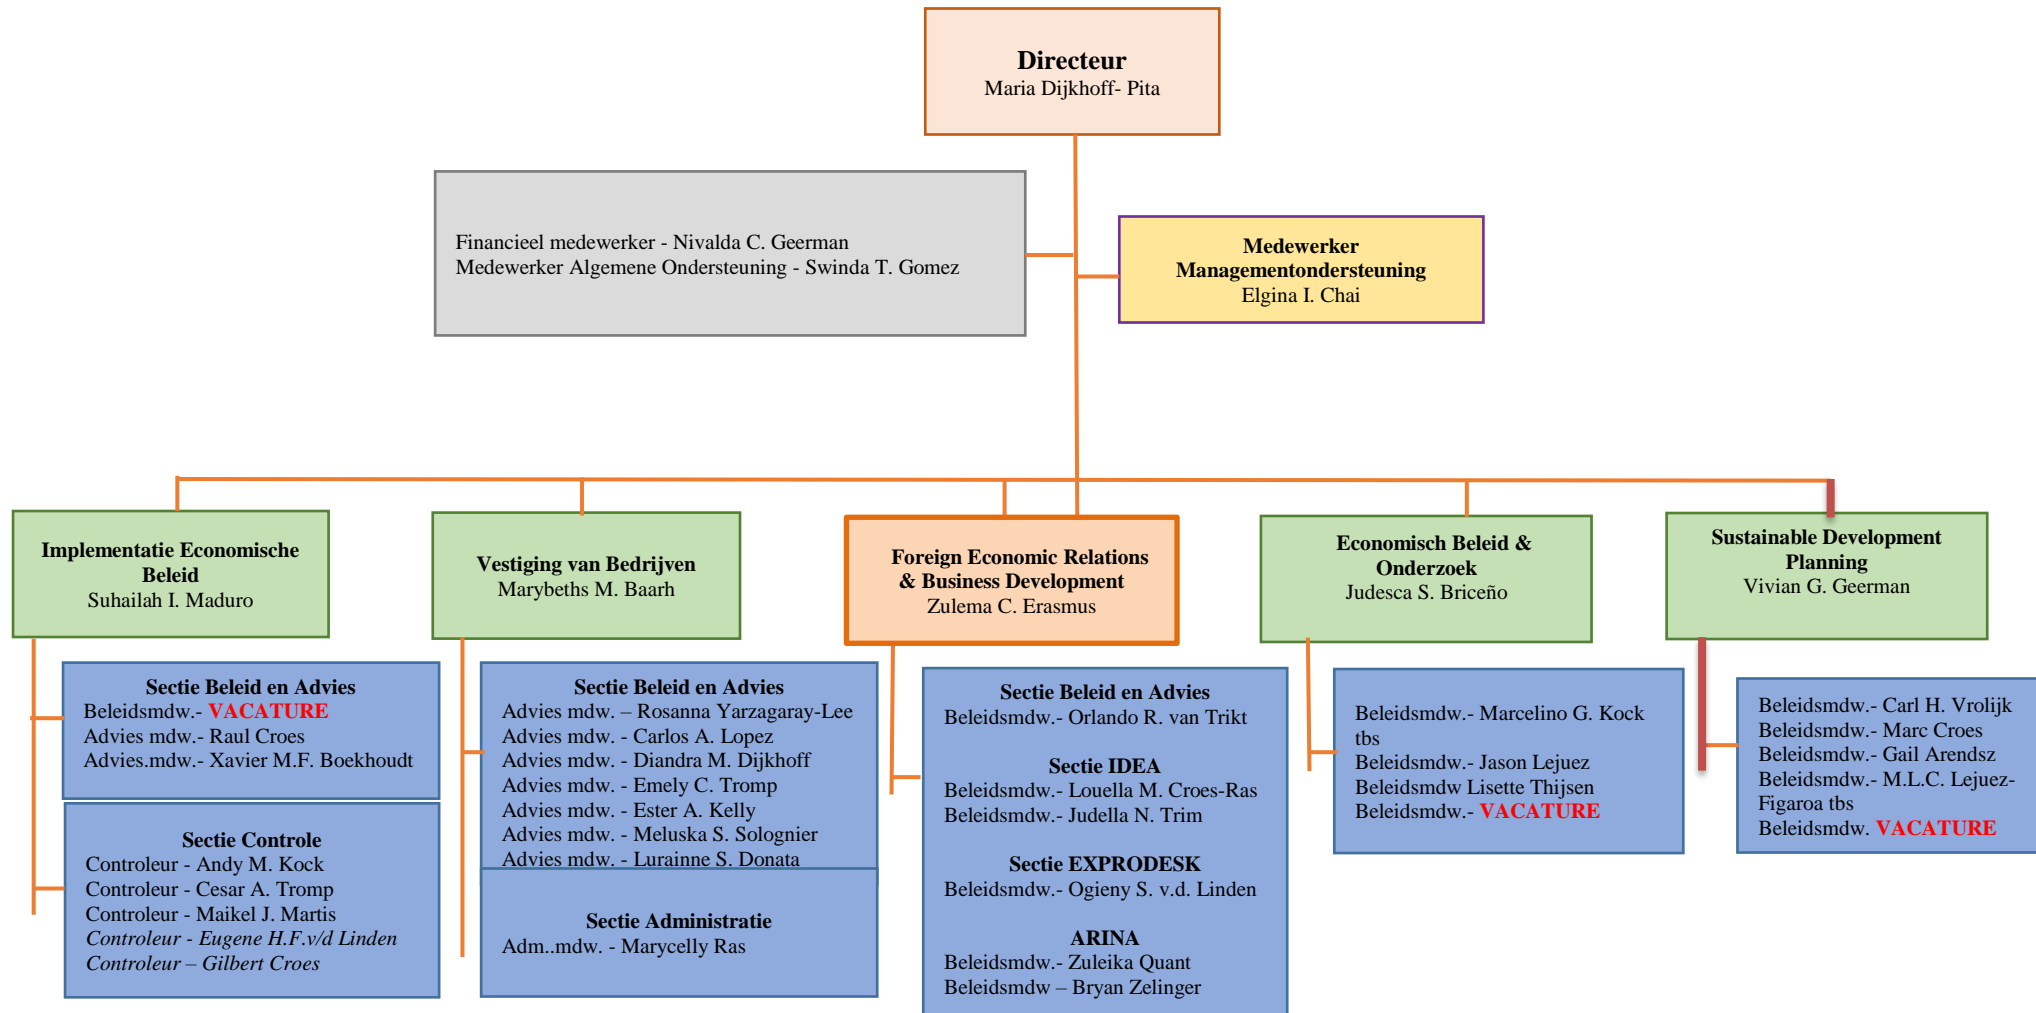 Directeur
Maria Dijkhoff- Pita
Financieel medewerker - Nivalda C. Geerman
Medewerker Algemene Ondersteuning - Swinda T. Gomez
Medewerker
Managementondersteuning
Elgina I. Chai
Implementatie Economische
Beleid
Suhailah I. Maduro
Sectie Beleid en Advies
Beleidsmdw.- VACATURE
Advies mdw.- Raul Croes
Advies.mdw.- Xavier M.F. Boekhoudt
Sectie Controle
Controleur - Andy M. Kock
Controleur - Cesar A. Tromp
Controleur - Maikel J. Martis
Controleur - Eugene H.F.v/d Linden
Controleur – Gilbert Croes
Vestiging van Bedrijven
Marybeths M. Baarh
Sectie Beleid en Advies
Advies mdw. – Rosanna Yarzagaray-Lee
Advies mdw. - Carlos A. Lopez
Advies mdw. - Diandra M. Dijkhoff
Advies mdw. - Emely C. Tromp
Advies mdw. - Ester A. Kelly
Advies mdw. - Meluska S. Solognier
Advies mdw. - Lurainne S. Donata
Sectie Administratie
Adm..mdw. - Marycelly Ras
Foreign Economic Relations
& Business Development
Zulema C. Erasmus
Sectie Beleid en Advies
Beleidsmdw.- Orlando R. van Trikt
Sectie IDEA
Beleidsmdw.- Louella M. Croes-Ras
Beleidsmdw.- Judella N. Trim
Sectie EXPRODESK
Beleidsmdw.- Ogieny S. v.d. Linden
ARINA
Beleidsmdw.- Zuleika Quant
Beleidsmdw – Bryan Zelinger
Economisch Beleid &
Onderzoek
Judesca S. Briceño
Beleidsmdw.- Marcelino G. Kock
tbs
Beleidsmdw.- Jason Lejuez
Beleidsmdw Lisette Thijsen
Beleidsmdw.- VACATURE
Sustainable Development
Planning
Vivian G. Geerman
Beleidsmdw.- Carl H. Vrolijk
Beleidsmdw.- Marc Croes
Beleidsmdw.- Gail Arendsz
Beleidsmdw.- M.L.C. Lejuez-
Figaroa tbs
Beleidsmdw. VACATURE